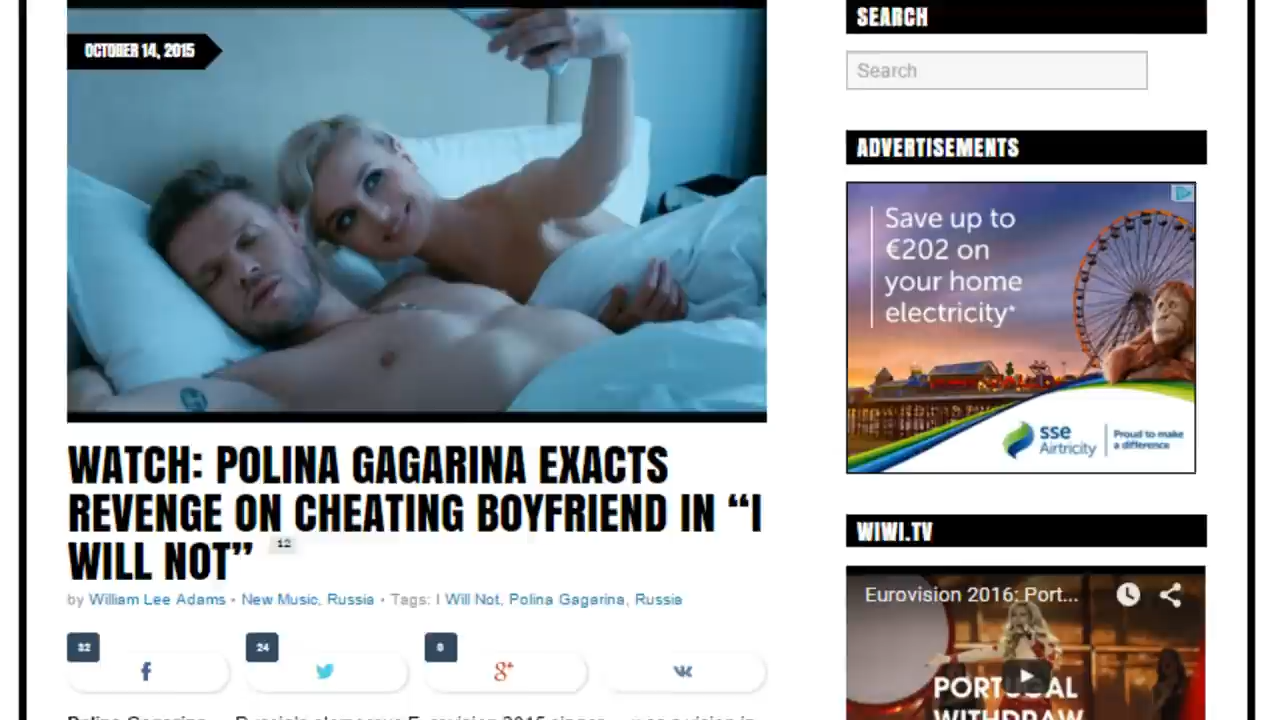 OCTOBER 14, 2015
WATCH: POLINA GAGARINA EXACTS
REVENGE ON CHEATING BOYFRIEND IN “I
WILL NOT”
12
by William Lee Adams • New Music, Russia • Tags: I Will Not, Polina Gagarina, Russia
32
24
0
SEARCH
Search
ADVERTISEMENTS
Save up to
€202 on
your home
electricity*
sse
Airtricity
Proud to make
a difference
WIWI.TV
Eurovision 2016: Port...
PORTUGAL
WITHDRAW